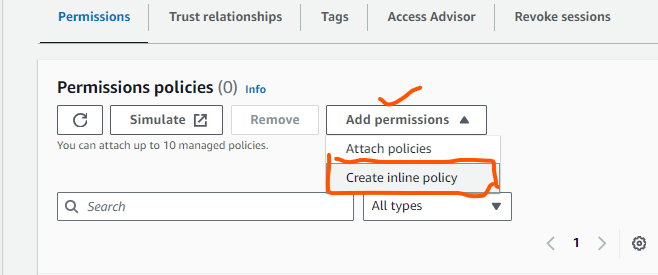 Permissions Trust relationships Tags Access Advisor Revoke sessions
Permissions policies (0) Info
Simulate Remove Add permissions
You can attach up to 10 managed policies.
Attach policies
Create inline policy
Search All types
1